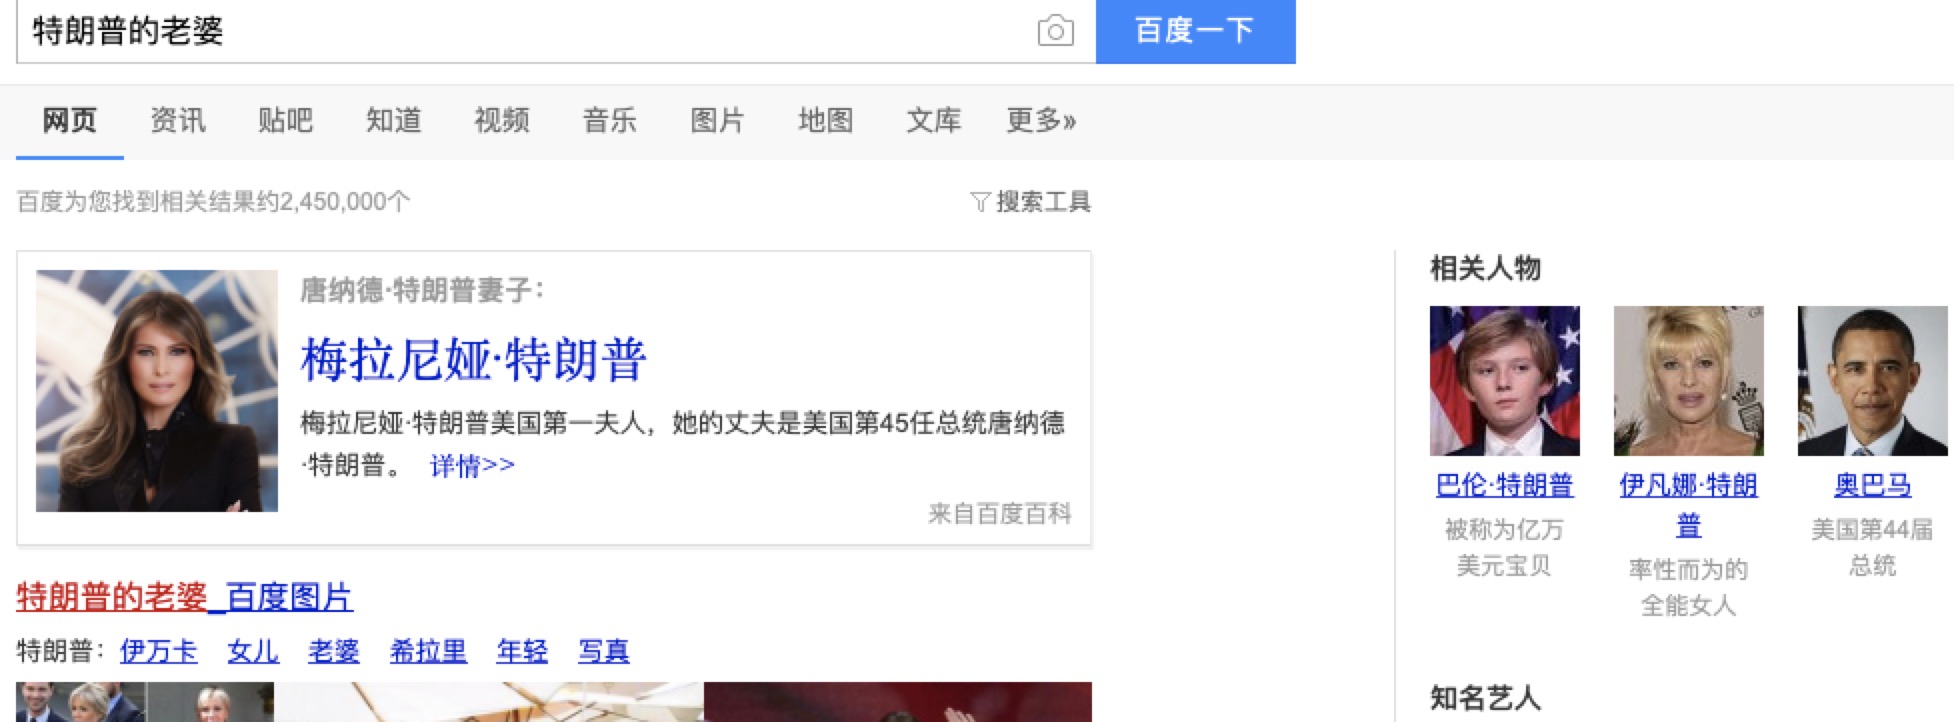 特朗普的老婆
百度一下
网页 资讯 贴吧 知道 视频 音乐 图片 地图 文库 更多»
百度为您找到相关结果约2,450,000个
搜索工具
唐纳德·特朗普妻子：
梅拉尼娅·特朗普
梅拉尼娅·特朗普美国第一夫人，她的丈夫是美国第45任总统唐纳德
·特朗普。 详情>>
来自百度百科
特朗普的老婆_百度图片
特朗普： 伊万卡 女儿 老婆 希拉里 年轻 写真
相关人物
巴伦·特朗普
被称为亿万
美元宝贝
伊凡娜·特朗
普
率性而为的
全能女人
奥巴马
美国第44届
总统
知名艺人